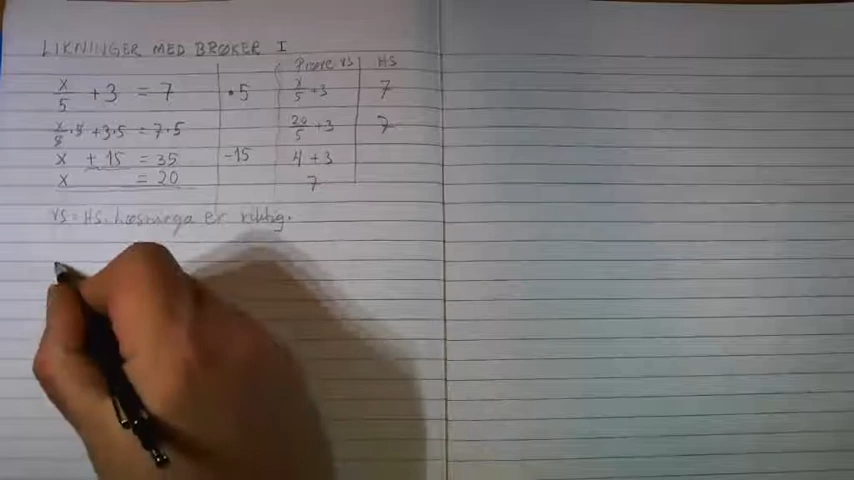 LIKNINGER MED BRØKER I
Prøve VS HS
x/5 + 3 = 7 | •5 | x/5 + 3 | 7
x/5 • 5 + 3•5 = 7•5 | 20/5 + 3 | 7
x + 15 = 35 | -15 | 4 + 3
x = 20 | 7
VS = HS. Løsninga er riktig.